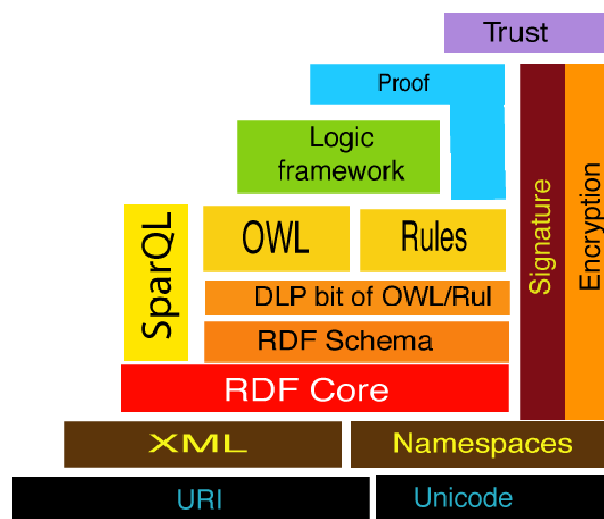 Trust
Proof
Logic
framework
Signature
Encryption
SparQL
OWL
Rules
DLP bit of OWL/Rul
RDF Schema
RDF Core
XML
Namespaces
URI
Unicode